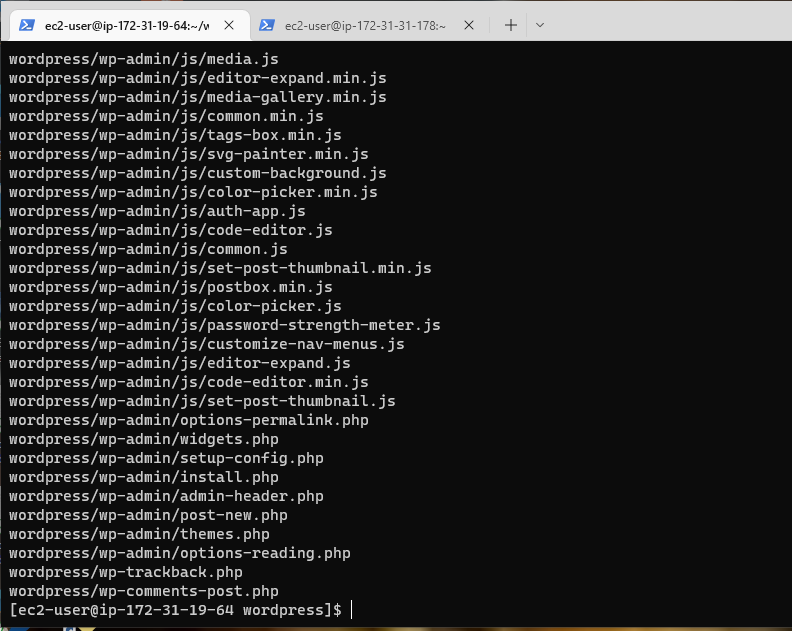 ec2-user@ip-172-31-19-64:~/w
ec2-user@ip-172-31-31-178:~
wordpress/wp-admin/js/media.js
wordpress/wp-admin/js/editor-expand.min.js
wordpress/wp-admin/js/media-gallery.min.js
wordpress/wp-admin/js/common.min.js
wordpress/wp-admin/js/tags-box.min.js
wordpress/wp-admin/js/svg-painter.min.js
wordpress/wp-admin/js/custom-background.js
wordpress/wp-admin/js/color-picker.min.js
wordpress/wp-admin/js/auth-app.js
wordpress/wp-admin/js/code-editor.js
wordpress/wp-admin/js/common.js
wordpress/wp-admin/js/set-post-thumbnail.min.js
wordpress/wp-admin/js/postbox.min.js
wordpress/wp-admin/js/color-picker.js
wordpress/wp-admin/js/password-strength-meter.js
wordpress/wp-admin/js/customize-nav-menus.js
wordpress/wp-admin/js/editor-expand.js
wordpress/wp-admin/js/code-editor.min.js
wordpress/wp-admin/js/set-post-thumbnail.js
wordpress/wp-admin/options-permalink.php
wordpress/wp-admin/widgets.php
wordpress/wp-admin/setup-config.php
wordpress/wp-admin/install.php
wordpress/wp-admin/admin-header.php
wordpress/wp-admin/post-new.php
wordpress/wp-admin/themes.php
wordpress/wp-admin/options-reading.php
wordpress/wp-trackback.php
wordpress/wp-comments-post.php
[ec2-user@ip-172-31-19-64 wordpress]$